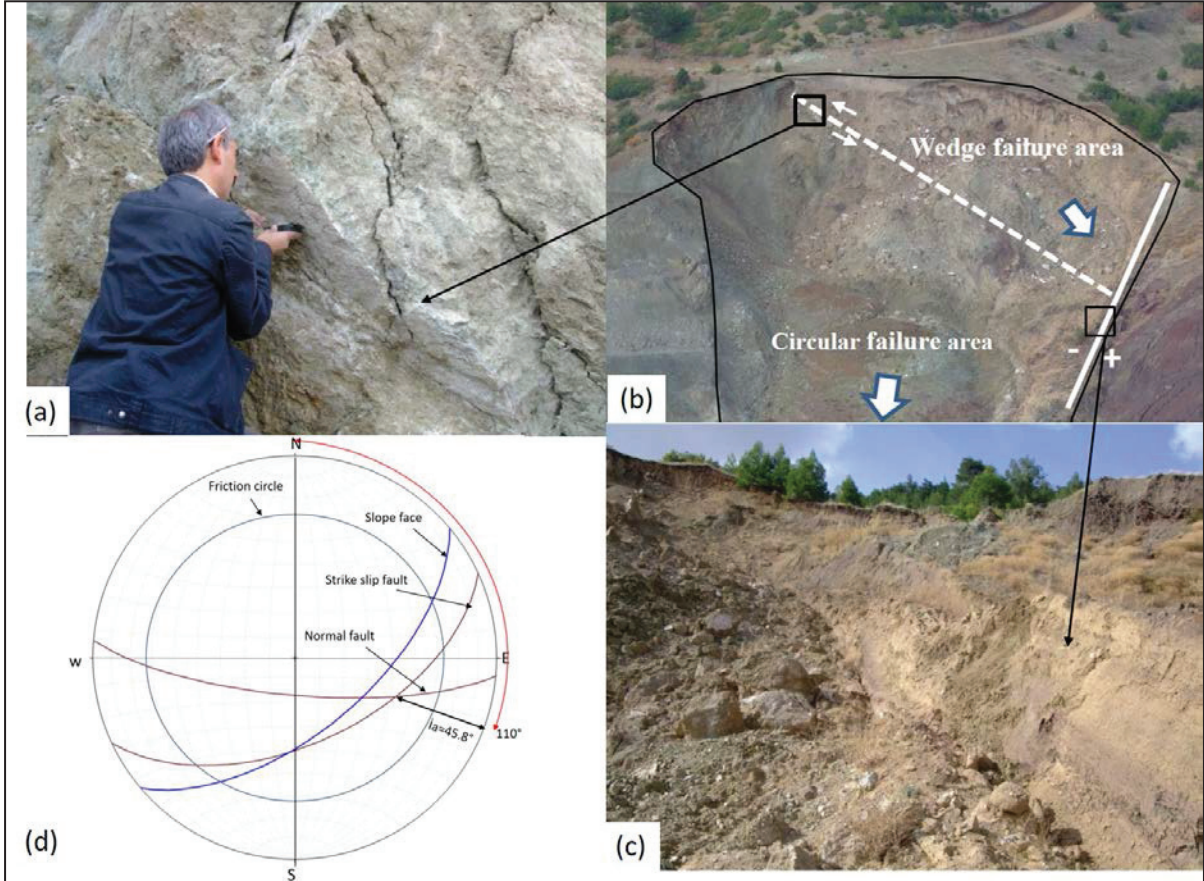 (a)
Wedge failure area
Circular failure area
- +
(b)
N
Friction circle
Slope face
Strike slip fault
Normal fault
W
E
Ia=45.8°
110°
S
(d)
(c)